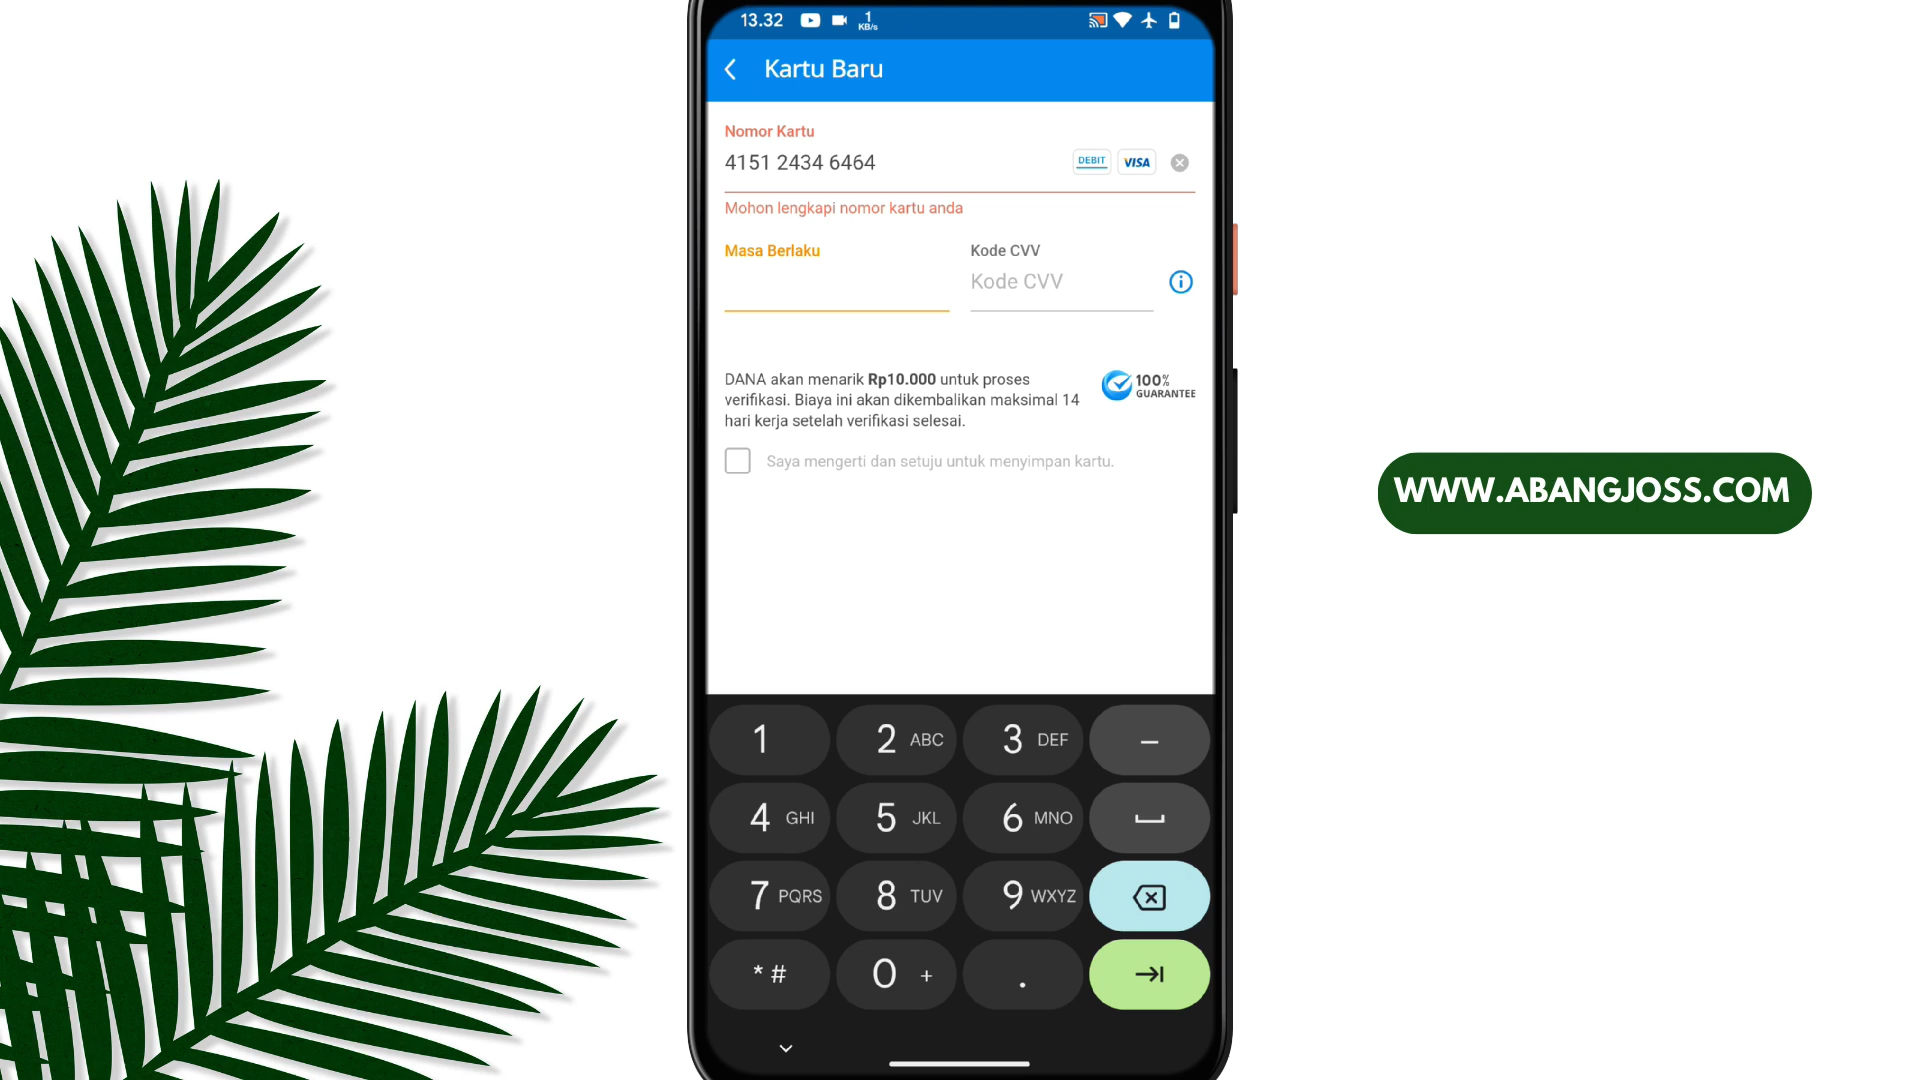 13.32 1 KB/s
Kartu Baru
Nomor Kartu
4151 2434 6464 DEBIT VISA
Mohon lengkapi nomor kartu anda
Masa Berlaku Kode CVV
Kode CVV
DANA akan menarik Rp10.000 untuk proses
verifikasi. Biaya ini akan dikembalikan maksimal 14
hari kerja setelah verifikasi selesai.
100%
GUARANTEE
Saya mengerti dan setuju untuk menyimpan kartu.
WWW.ABANGJOSS.COM
1 2 ABC 3 DEF –
4 GHI 5 JKL 6 MNO
7 PQRS 8 TUV 9 WXYZ
* # 0 + .